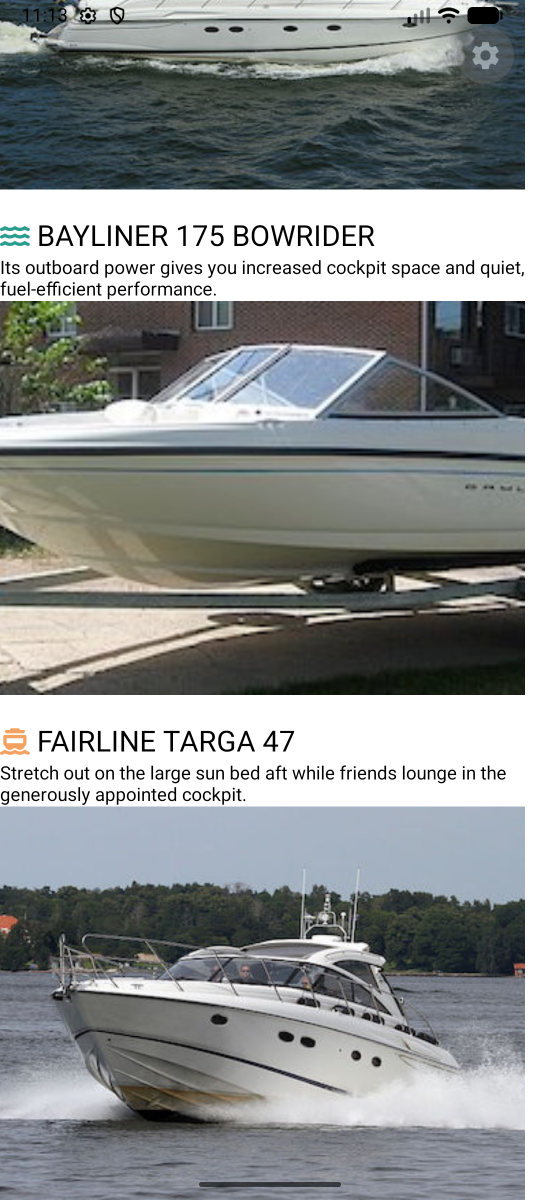 11:13
BAYLINER 175 BOWRIDER
Its outboard power gives you increased cockpit space and quiet,
fuel-efficient performance.
FAIRLINE TARGA 47
Stretch out on the large sun bed aft while friends lounge in the
generously appointed cockpit.